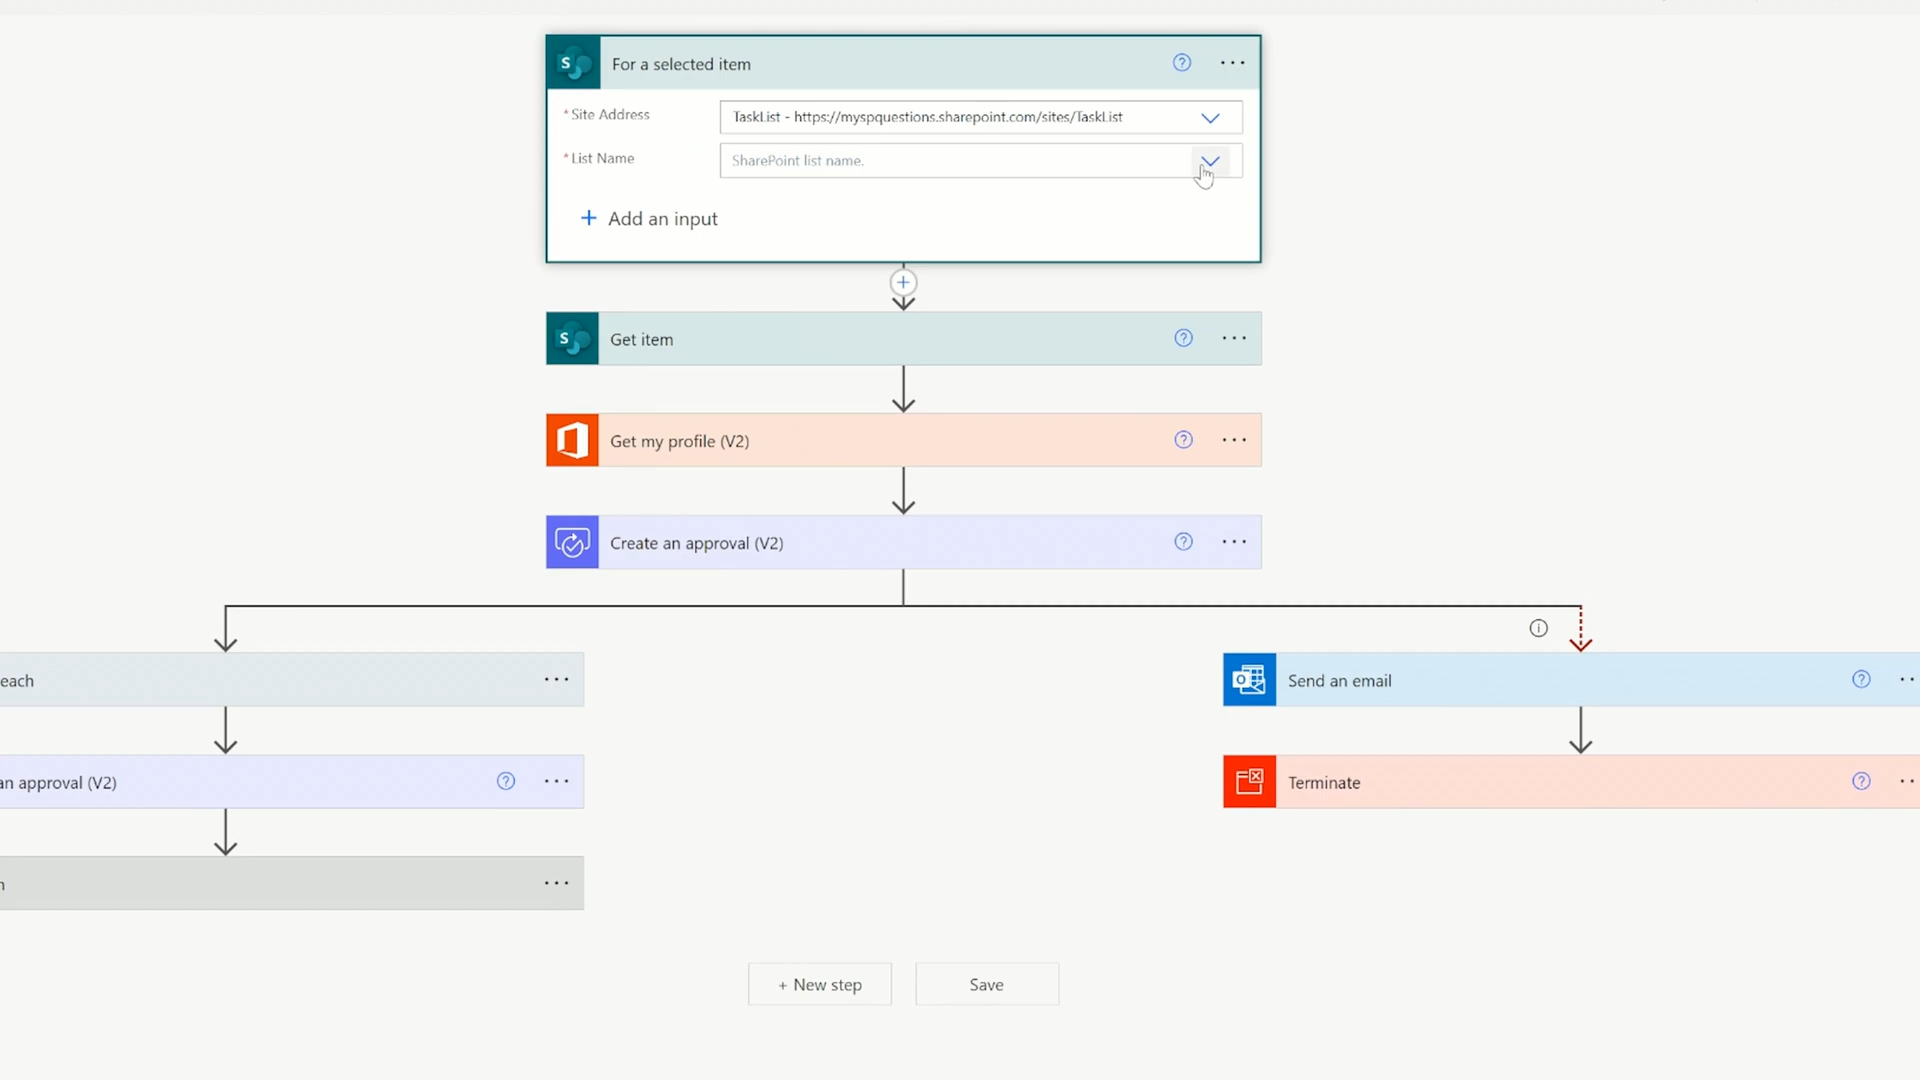 For a selected item
* Site Address
TaskList - https://myspquestions.sharepoint.com/sites/TaskList
* List Name
SharePoint list name.
+ Add an input
Get item
Get my profile (V2)
Create an approval (V2)
each
Send an email
an approval (V2)
Terminate
+ New step
Save